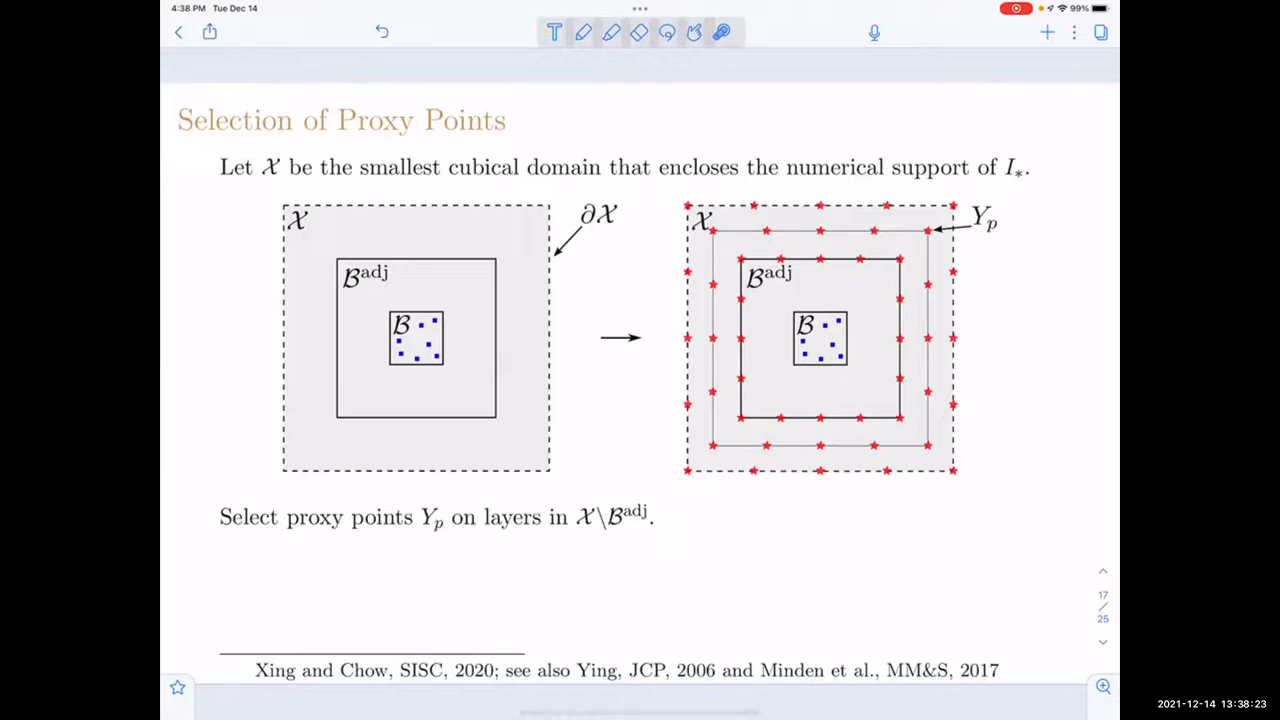 4:38 PM Tue Dec 14
99%
Selection of Proxy Points
Let 𝒳 be the smallest cubical domain that encloses the numerical support of I∗.
𝒳
∂𝒳
ℬadj
ℬ
𝒳
Yp
ℬadj
ℬ
Select proxy points Yp on layers in 𝒳\ℬadj.
17
/
25
Xing and Chow, SISC, 2020; see also Ying, JCP, 2006 and Minden et al., MM&S, 2017
2021-12-14 13:38:23